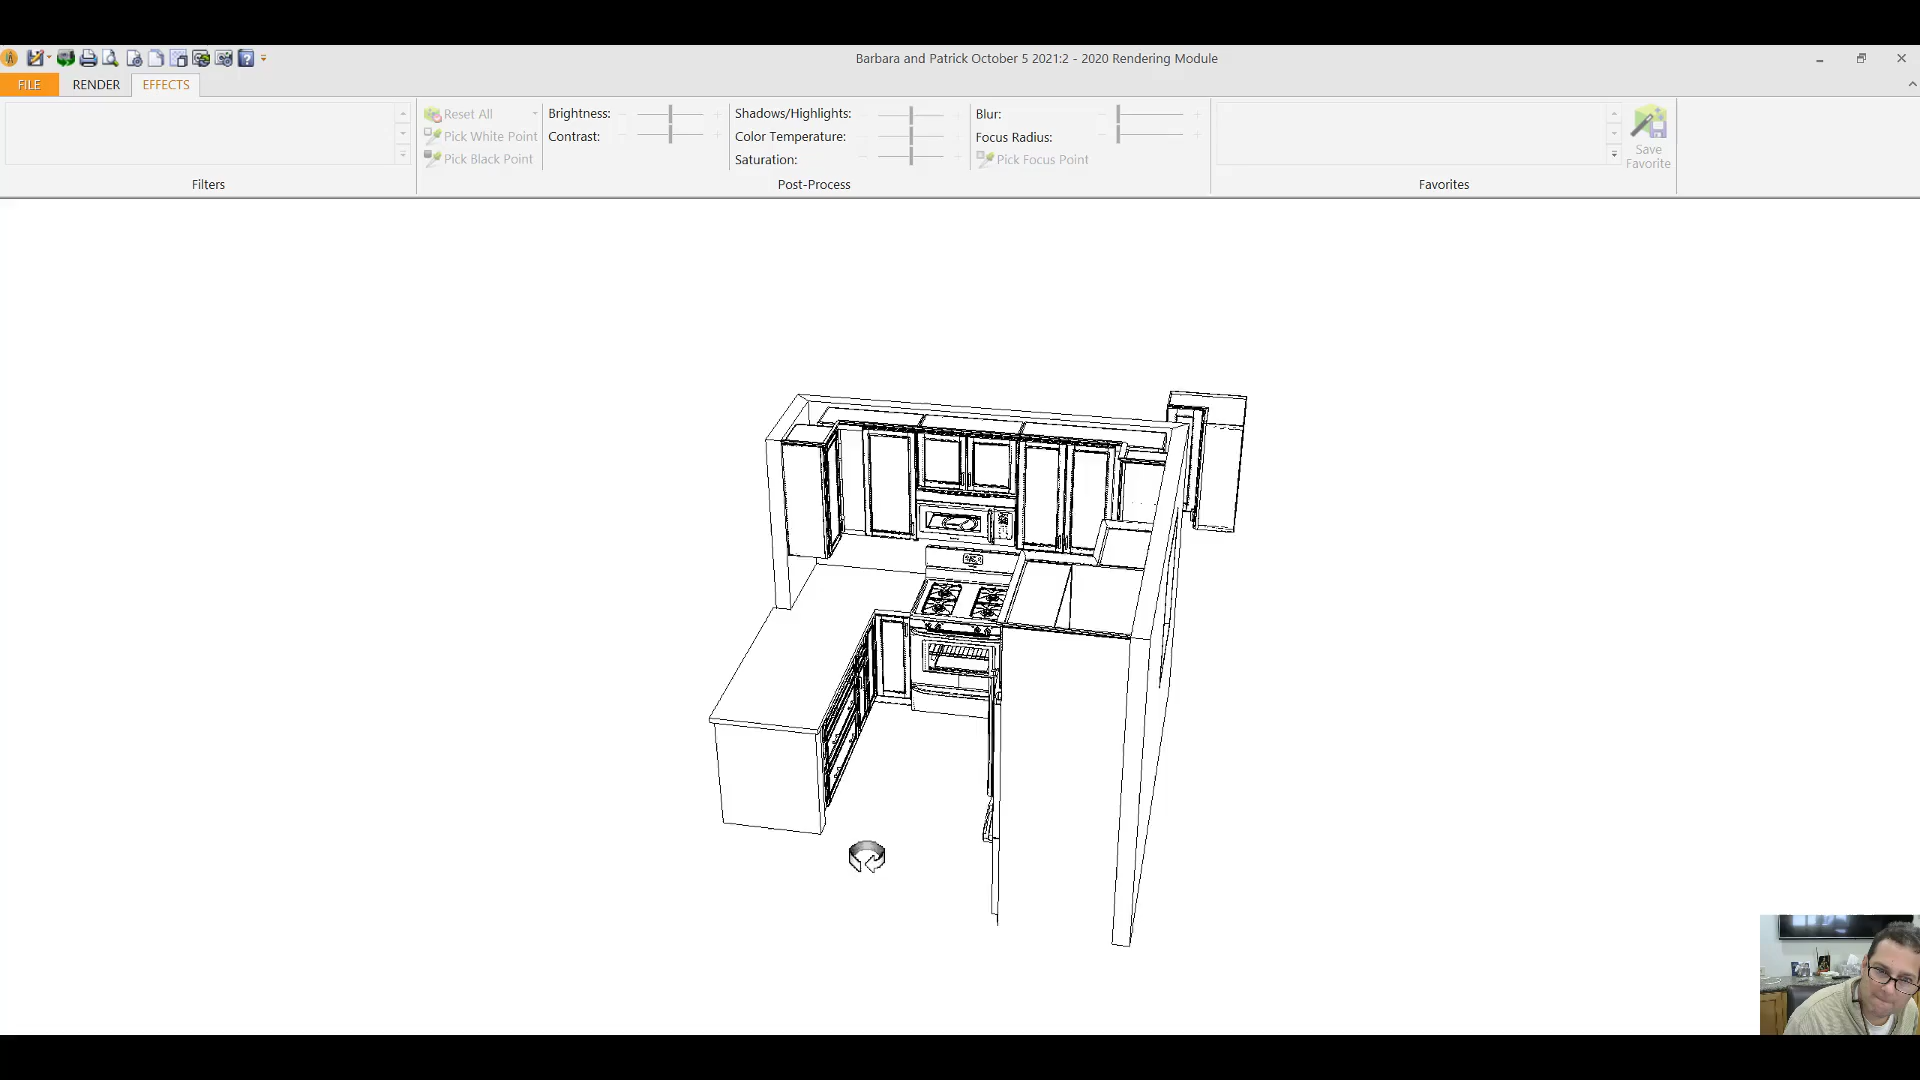 Barbara and Patrick October 5 2021:2 - 2020 Rendering Module
FILE RENDER EFFECTS
Reset All
Pick White Point
Pick Black Point
Brightness:
Contrast:
Shadows/Highlights:
Color Temperature:
Saturation:
Blur:
Focus Radius:
Pick Focus Point
Save
Favorite
Filters
Post-Process
Favorites